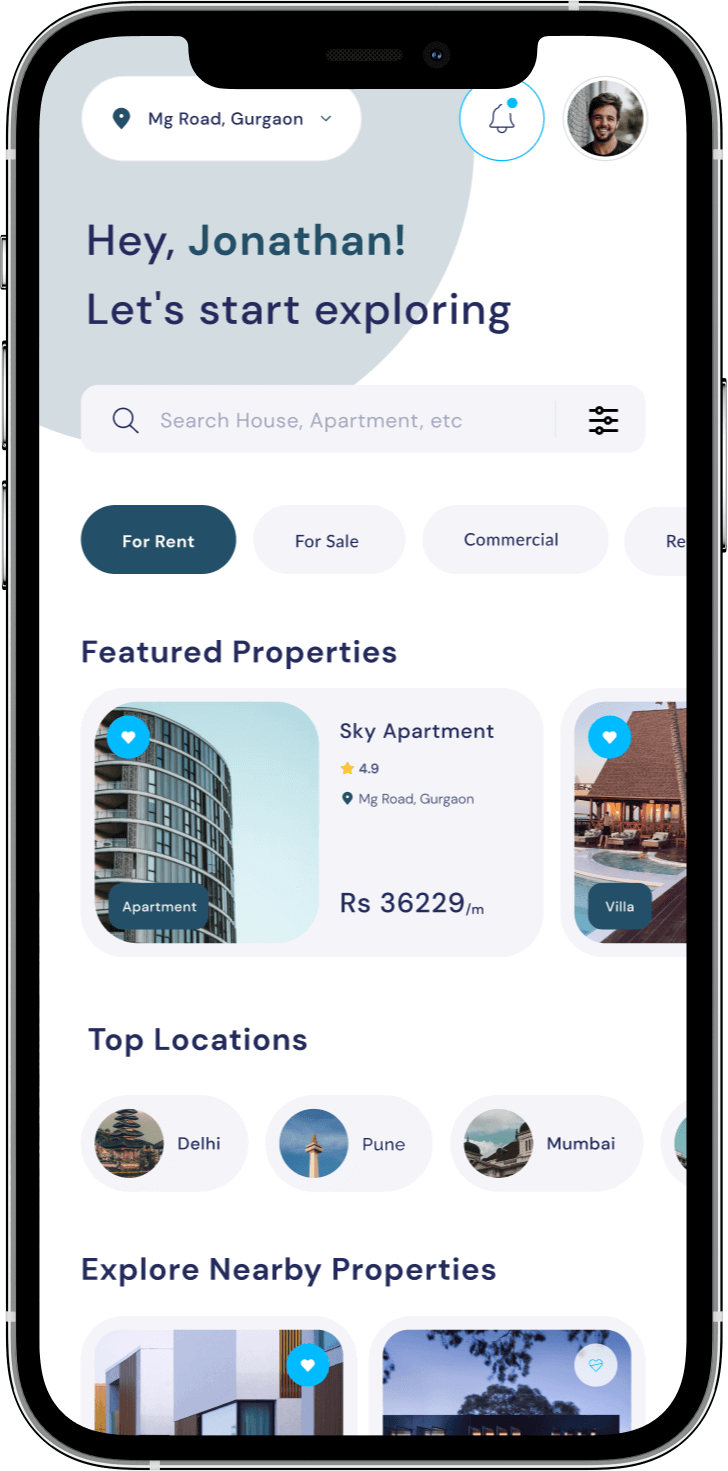 Mg Road, Gurgaon
Hey, Jonathan!
Let's start exploring
Search House, Apartment, etc
For Rent
For Sale
Commercial
Re
Featured Properties
Sky Apartment
4.9
Mg Road, Gurgaon
Rs 36229/m
Apartment
Villa
Top Locations
Delhi
Pune
Mumbai
Explore Nearby Properties